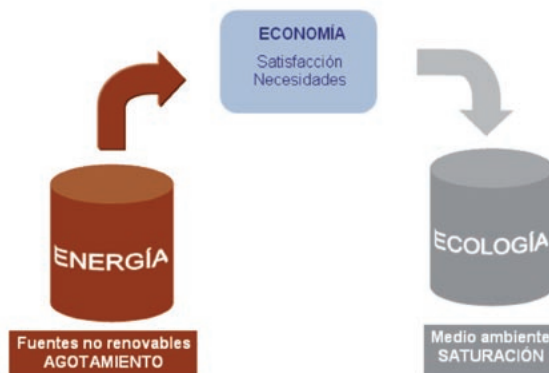 ECONOMÍA
Satisfacción
Necesidades
ENERGÍA
ECOLOGÍA
Fuentes no renovables
AGOTAMIENTO
Medio ambiente
SATURACIÓN